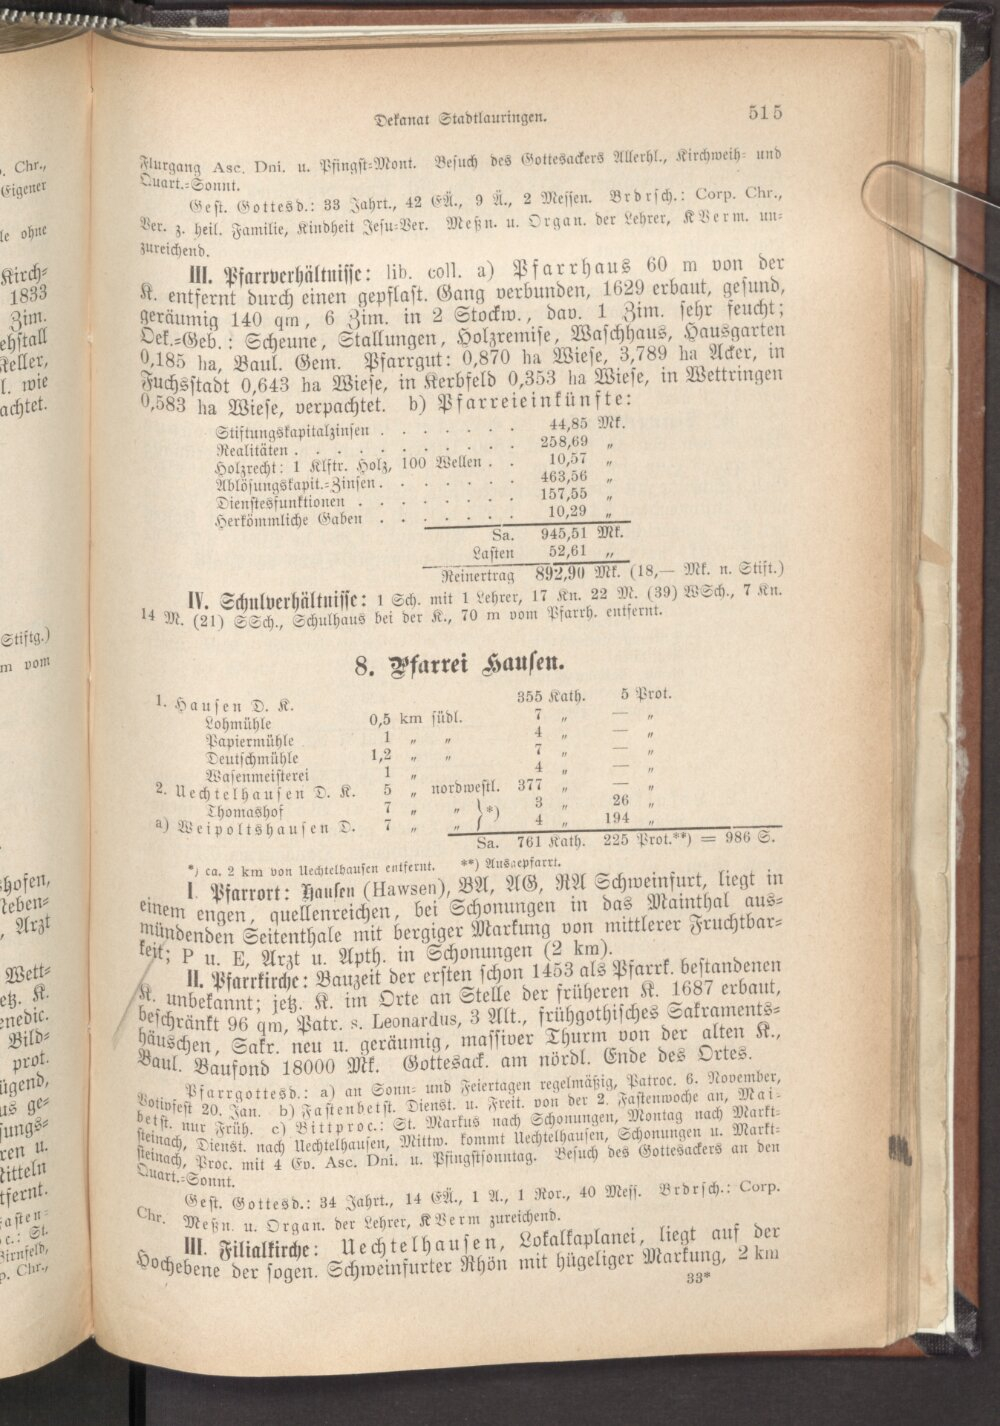 Dekanat Stadtlauringen. 515
Flurgang Asc. Dni. u. Pfingst=Mont. Besuch des Gottesackers Allerhl., Kirchweih= und
Quart.=Sonnt.
Gest. Gottesd.: 33 Jahrt., 42 EÄ., 9 Ä., 2 Messen. Brdrsch.: Corp. Chr.,
Ver. z. heil. Familie, Kindheit Jesu=Ver. Meßn. u. Organ. der Lehrer, KVerm. un=
zureichend.
III. Pfarrverhältnisse: lib. coll. a) Pfarrhaus 60 m von der
K. entfernt durch einen gepflast. Gang verbunden, 1629 erbaut, gesund,
geräumig 140 qm, 6 Zim. in 2 Stockw., dav. 1 Zim. sehr feucht;
Oek.=Geb.: Scheune, Stallungen, Holzremise, Waschhaus, Hausgarten
0,185 ha, Baul. Gem. Pfarrgut: 0,870 ha Wiese, 3,789 ha Äcker, in
Fuchsstadt 0,643 ha Wiese, in Kerbfeld 0,353 ha Wiese, in Wettringen
0,583 ha Wiese, verpachtet. b) Pfarreieinkünfte:
Stiftungskapitalzinsen . . . . . . . 44,85 Mk.
Realitäten . . . . . . . . . . 258,69 „
Holzrecht: 1 Klftr. Holz, 100 Wellen . . 10,57 „
Ablösungskapit.=Zinsen . . . . . . . 463,56 „
Dienstesfunktionen . . . . . . . . 157,55 „
Herkömmliche Gaben . . . . . . . 10,29 „
Sa. 945,51 Mk.
Lasten 52,61 „
Reinertrag 892,90 Mk. (18,— Mk. n. Stift.)
IV. Schulverhältnisse: 1 Sch. mit 1 Lehrer, 17 Kn. 22 M. (39) WSch., 7 Kn.
14 M. (21) SSch., Schulhaus bei der K., 70 m vom Pfarrh. entfernt.
8. Pfarrei Hausen.
1. Hausen D. K. 355 Kath. 5 Prot.
Lohmühle 0,5 km südl. 7 „ — „
Papiermühle 1 „ „ 4 „ — „
Deutschmühle 1,2 „ „ 7 „ — „
Wasenmeisterei 1 „ 4 „ — „
2. Uechtelhausen D. K. 5 „ nordwestl. 377 „ — „
Thomashof 7 „ „ } *) 3 „ 26 „
a) Weipoltshausen D. 7 „ „ 4 „ 194 „
Sa. 761 Kath. 225 Prot.**) = 986 S.
*) ca. 2 km von Uechtelhausen entfernt. **) Ausgepfarrt.
I. Pfarrort: Hausen (Hawsen), BA, AG, RA Schweinfurt, liegt in
einem engen, quellenreichen, bei Schonungen in das Mainthal aus=
mündenden Seitenthale mit bergiger Markung von mittlerer Fruchtbar=
keit; P u. E, Arzt u. Apth. in Schonungen (2 km).
II. Pfarrkirche: Bauzeit der ersten schon 1453 als Pfarrk. bestandenen
K. unbekannt; jetz. K. im Orte an Stelle der früheren K. 1687 erbaut,
beschränkt 96 qm, Patr. s. Leonardus, 3 Alt., frühgothisches Sakraments=
häuschen, Sakr. neu u. geräumig, massiver Thurm von der alten K.,
Baul. Baufond 18000 Mk. Gottesack. am nördl. Ende des Ortes.
Pfarrgottesd.: a) an Sonn= und Feiertagen regelmäßig, Patroc. 6. November,
Votivfest 20. Jan. b) Fastenbetst. Dienst. u. Freit. von der 2. Fastenwoche an, Mai=
betst. nur Früh. c) Bittproc.: St. Markus nach Schonungen, Montag nach Markt=
steinach, Dienst. nach Uechtelhausen, Mittw. kommt Uechtelhausen, Schonungen u. Markt=
steinach, Proc. mit 4 Ev. Asc. Dni. u. Pfingstsonntag. Besuch des Gottesackers an den
Quart.=Sonnt.
Gest. Gottesd.: 34 Jahrt., 14 EÄ., 1 Ä., 1 Ror., 40 Mess. Brdrsch.: Corp.
Chr. Meßn. u. Organ. der Lehrer, KVerm zureichend.
III. Filialkirche: Uechtelhausen, Lokalkaplanei, liegt auf der
Hochebene der sogen. Schweinfurter Rhön mit hügeliger Markung, 2 km
33*